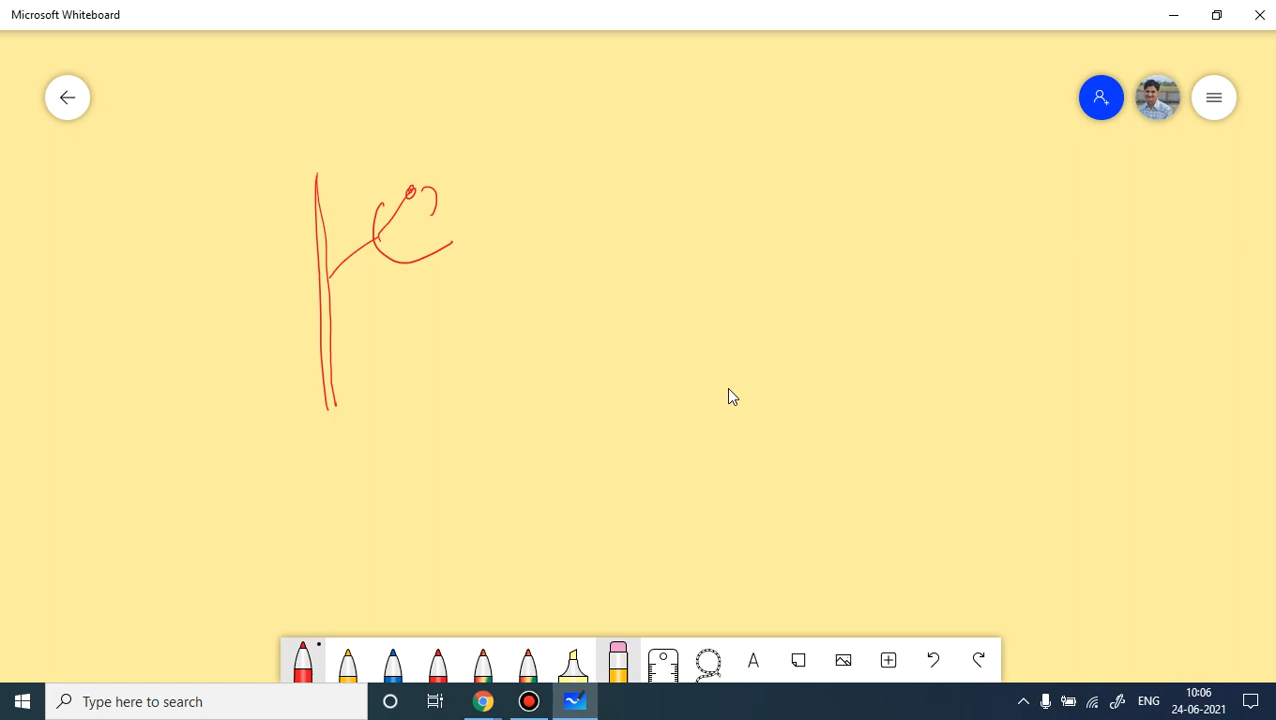 Microsoft Whiteboard
A
Type here to search
ENG
10:06
24-06-2021